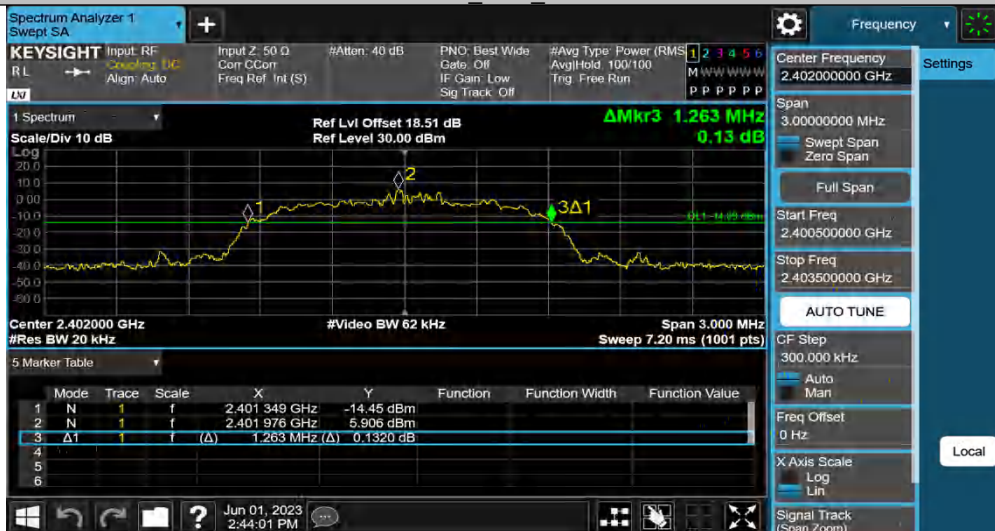 Spectrum Analyzer 1
Swept SA
+
Frequency
KEYSIGHT
RL
LXI
Input: RF
Coupling: DC
Align: Auto
Input Z: 50 Ω
Corr CCorr
Freq Ref: Int (S)
#Atten: 40 dB
PNO: Best Wide
Gate: Off
IF Gain: Low
Sig Track: Off
#Avg Type: Power (RMS
Avg|Hold: 100/100
Trig: Free Run
1 2 3 4 5 6
M W W W W W
P P P P P P
1 Spectrum
Scale/Div 10 dB
Ref Lvl Offset 18.51 dB
Ref Level 30.00 dBm
ΔMkr3 1.263 MHz
0.13 dB
Log
20.0
10.0
0.00
-10.0
-20.0
-30.0
-40.0
-50.0
-60.0
1
2
3Δ1
Center 2.402000 GHz
#Res BW 20 kHz
#Video BW 62 kHz
Span 3.000 MHz
Sweep 7.20 ms (1001 pts)
5 Marker Table
Mode Trace Scale X Y Function Function Width Function Value
1 N 1 f 2.401 349 GHz -14.45 dBm
2 N 1 f 2.401 976 GHz 5.906 dBm
3 Δ1 1 f (Δ) 1.263 MHz (Δ) 0.1320 dB
4
5
6
?
Jun 01, 2023
2:44:01 PM
Center Frequency
2.402000000 GHz
Span
3.00000000 MHz
Swept Span
Zero Span
Full Span
Start Freq
2.400500000 GHz
Stop Freq
2.403500000 GHz
AUTO TUNE
CF Step
300.000 kHz
Auto
Man
Freq Offset
0 Hz
X Axis Scale
Log
Lin
Signal Track
(Span Zoom)
Settings
Local